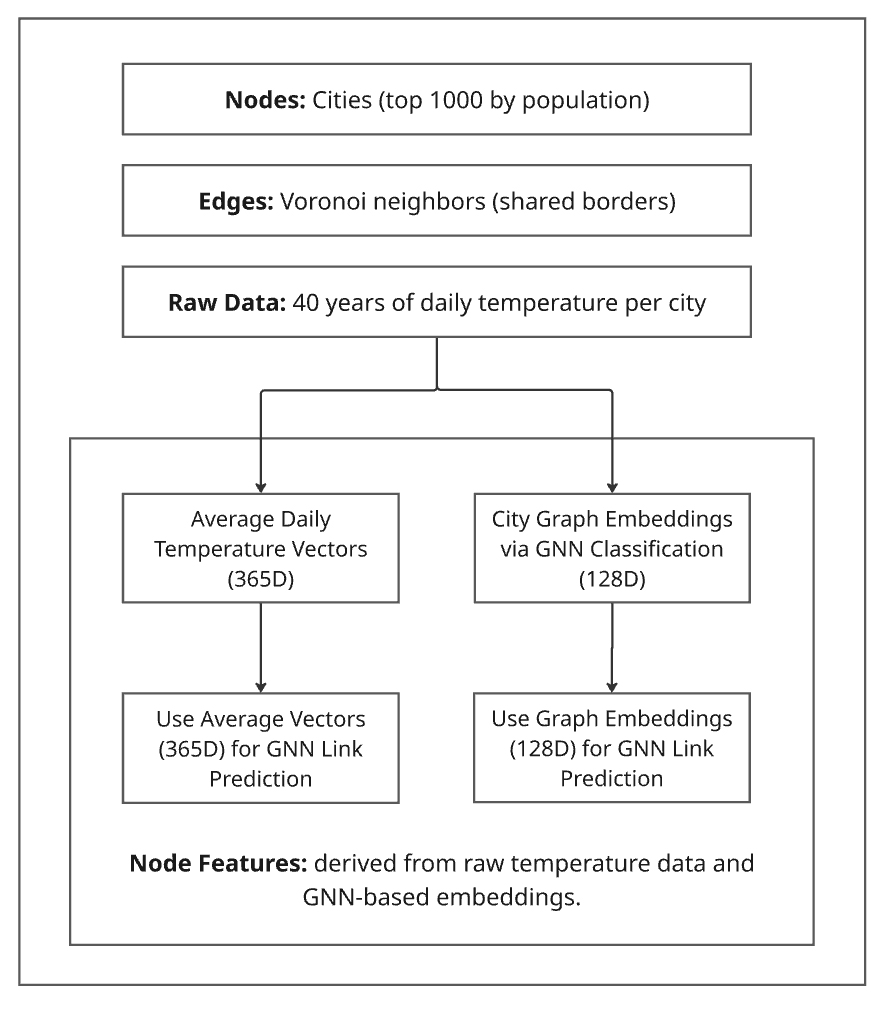 Nodes: Cities (top 1000 by population)
Edges: Voronoi neighbors (shared borders)
Raw Data: 40 years of daily temperature per city
Average Daily
Temperature Vectors
(365D)
City Graph Embeddings
via GNN Classification
(128D)
Use Average Vectors
(365D) for GNN Link
Prediction
Use Graph Embeddings
(128D) for GNN Link
Prediction
Node Features: derived from raw temperature data and
GNN-based embeddings.